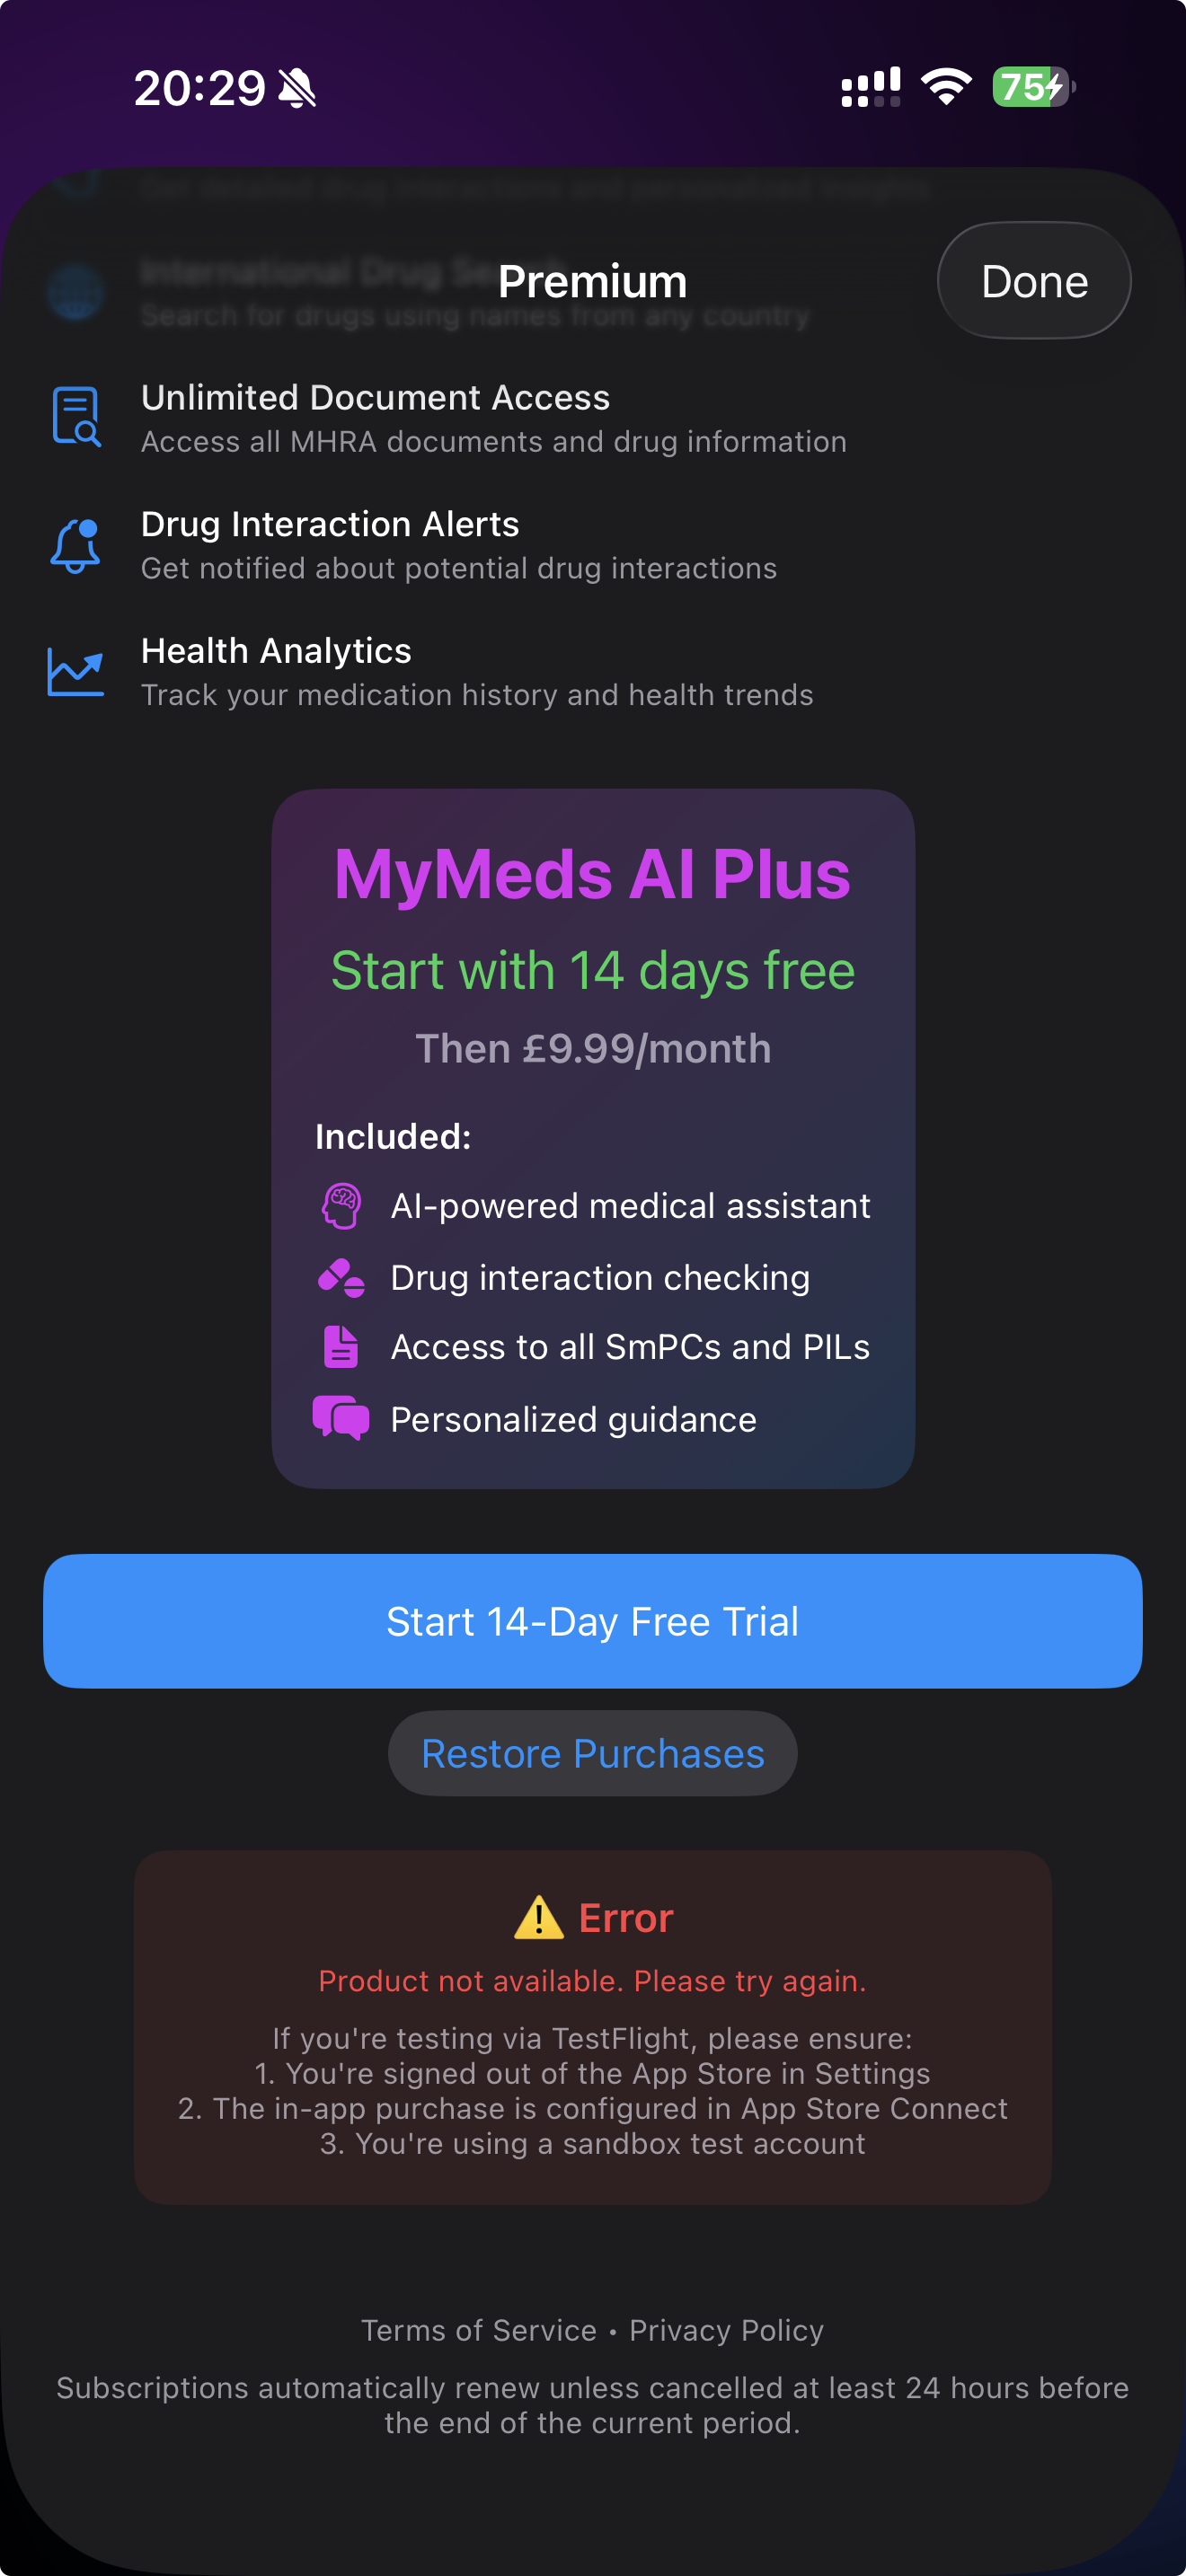 20:29
75
Get detailed drug interactions and personalized insights
International Drug Search
Premium
Done
Search for drugs using names from any country
Unlimited Document Access
Access all MHRA documents and drug information
Drug Interaction Alerts
Get notified about potential drug interactions
Health Analytics
Track your medication history and health trends
MyMeds AI Plus
Start with 14 days free
Then £9.99/month
Included:
AI-powered medical assistant
Drug interaction checking
Access to all SmPCs and PILs
Personalized guidance
Start 14-Day Free Trial
Restore Purchases
⚠️ Error
Product not available. Please try again.
If you're testing via TestFlight, please ensure:
1. You're signed out of the App Store in Settings
2. The in-app purchase is configured in App Store Connect
3. You're using a sandbox test account
Terms of Service • Privacy Policy
Subscriptions automatically renew unless cancelled at least 24 hours before
the end of the current period.